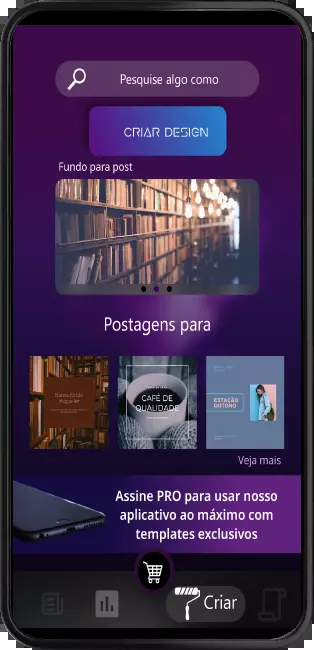 Pesquise algo como
CRIAR DESIGN
Fundo para post
Postagens para
CAFÉ DE
QUALIDADE
ESTAÇÃO
OUTONO
Veja mais
Assine PRO para usar nosso
aplicativo ao máximo com
templates exclusivos
Criar